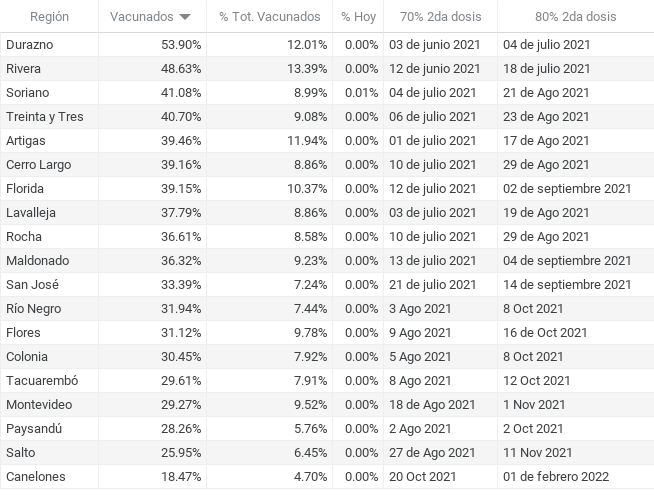 Región Vacunados % Tot. Vacunados % Hoy 70% 2da dosis 80% 2da dosis
Durazno 53.90% 12.01% 0.00% 03 de junio 2021 04 de julio 2021
Rivera 48.63% 13.39% 0.00% 12 de junio 2021 18 de julio 2021
Soriano 41.08% 8.99% 0.01% 04 de julio 2021 21 de Ago 2021
Treinta y Tres 40.70% 9.08% 0.00% 06 de julio 2021 23 de Ago 2021
Artigas 39.46% 11.94% 0.00% 01 de julio 2021 17 de Ago 2021
Cerro Largo 39.16% 8.86% 0.00% 10 de julio 2021 29 de Ago 2021
Florida 39.15% 10.37% 0.00% 12 de julio 2021 02 de septiembre 2021
Lavalleja 37.79% 8.86% 0.00% 03 de julio 2021 19 de Ago 2021
Rocha 36.61% 8.58% 0.00% 10 de julio 2021 29 de Ago 2021
Maldonado 36.32% 9.23% 0.00% 13 de julio 2021 04 de septiembre 2021
San José 33.39% 7.24% 0.00% 21 de julio 2021 14 de septiembre 2021
Río Negro 31.94% 7.44% 0.00% 3 Ago 2021 8 Oct 2021
Flores 31.12% 9.78% 0.00% 9 Ago 2021 16 de Oct 2021
Colonia 30.45% 7.92% 0.00% 5 Ago 2021 8 Oct 2021
Tacuarembó 29.61% 7.91% 0.00% 8 Ago 2021 12 Oct 2021
Montevideo 29.27% 9.52% 0.00% 18 de Ago 2021 1 Nov 2021
Paysandú 28.26% 5.76% 0.00% 2 Ago 2021 2 Oct 2021
Salto 25.95% 6.45% 0.00% 27 de Ago 2021 11 Nov 2021
Canelones 18.47% 4.70% 0.00% 20 Oct 2021 01 de febrero 2022